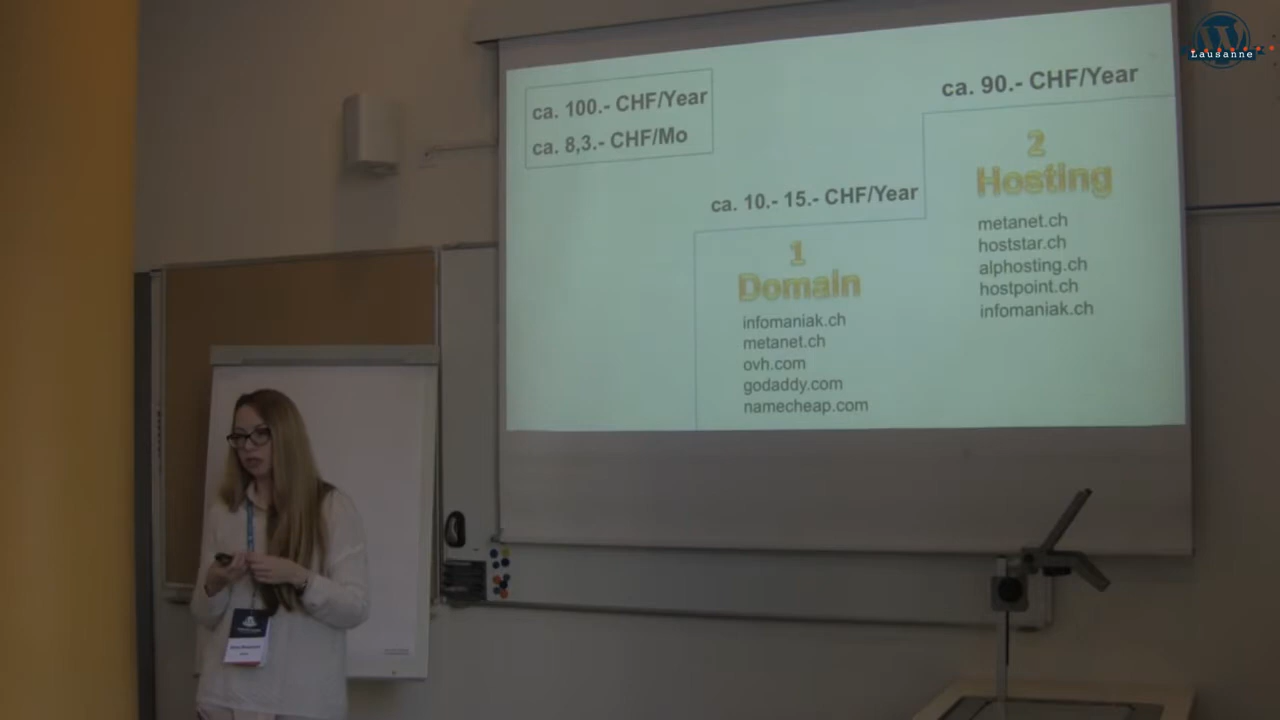 ca. 100.- CHF/Year
ca. 8,3.- CHF/Mo
ca. 10.- 15.- CHF/Year
1
Domain
infomaniak.ch
metanet.ch
ovh.com
godaddy.com
namecheap.com
ca. 90.- CHF/Year
2
Hosting
metanet.ch
hoststar.ch
alphosting.ch
hostpoint.ch
infomaniak.ch
W
Lausanne